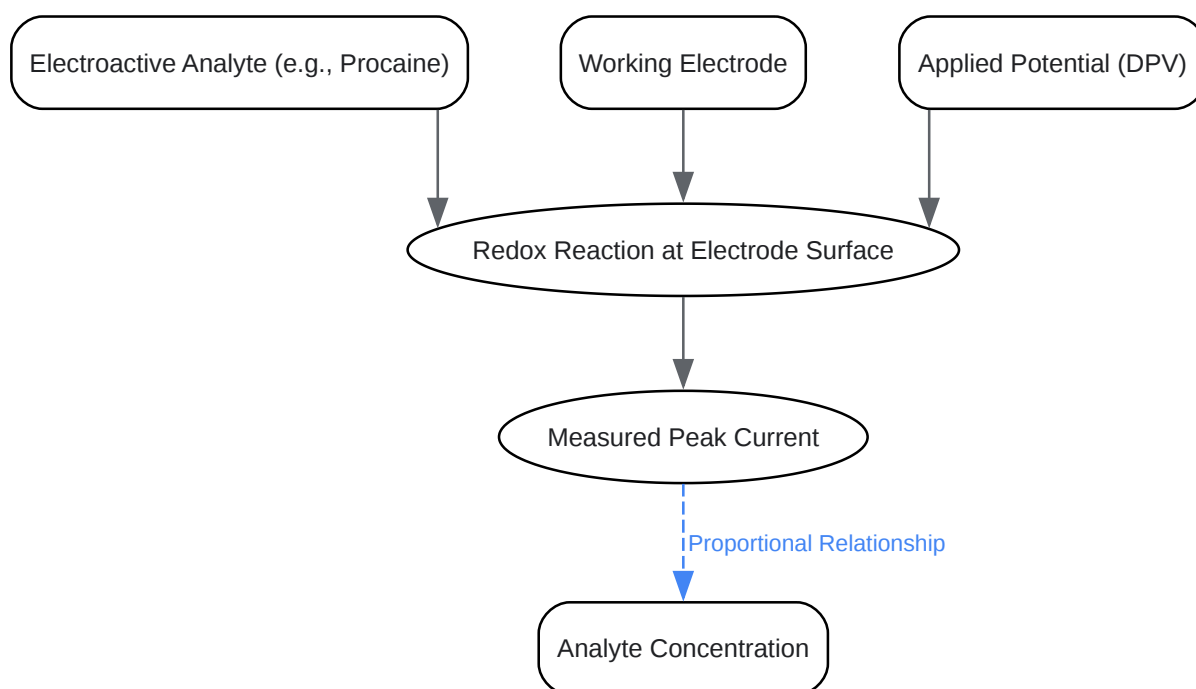 Electroactive Analyte (e.g., Procaine)
Working Electrode
Applied Potential (DPV)
Redox Reaction at Electrode Surface
Measured Peak Current
Proportional Relationship
Analyte Concentration